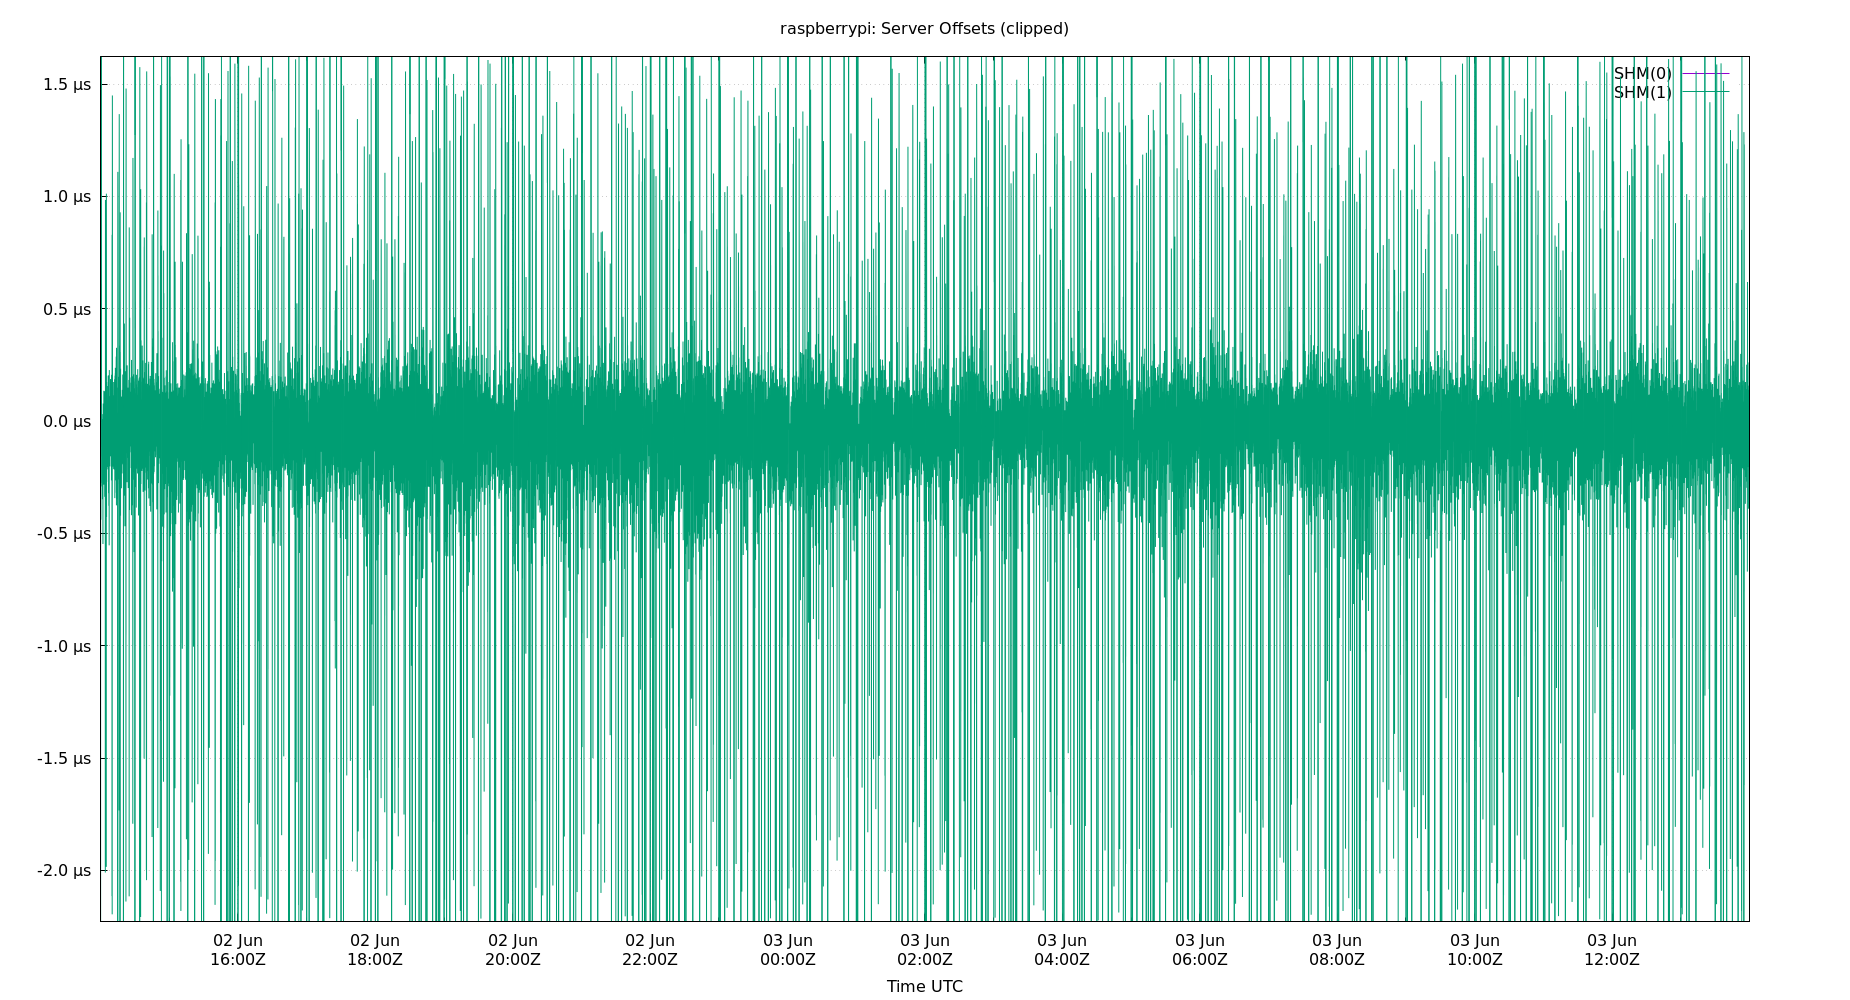 raspberrypi: Server Offsets (clipped)
SHM(0)
SHM(1)
1.5 µs
1.0 µs
0.5 µs
0.0 µs
-0.5 µs
-1.0 µs
-1.5 µs
-2.0 µs
02 Jun 02 Jun 02 Jun 02 Jun 03 Jun 03 Jun 03 Jun 03 Jun 03 Jun 03 Jun 03 Jun
16:00Z 18:00Z 20:00Z 22:00Z 00:00Z 02:00Z 04:00Z 06:00Z 08:00Z 10:00Z 12:00Z
Time UTC